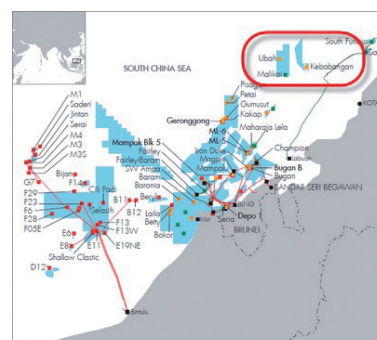 South Furious
Ubah
Kebabangan
Malikai
SOUTH CHINA SEA
Pisagan
Petai
Gumusut
Kakap
Geronggong
M1
Saderi
Jintan
Serai
M4
M3
M3S
ML-6
ML-5
Maharaja Lela
Mampak Blk 5
Fairley
Iron Duke
Fairley-Baram
Magpie
Champion
Labuan
SW Ampa
Mampak
Bugan B
Bugan
Baram
Baronia
BANDAR SERI BEGAWAN
G7
Bijan
F14
F29
Cili Padi
F23
Selasih
B11
F6
B12
Laila
Betty
Miri
Seria
Depo
F28
F13
F05E
F13W
Bokor
BRUNEI
E6
E8
E11
E19NE
Shallow Clastic
D12
Bintulu